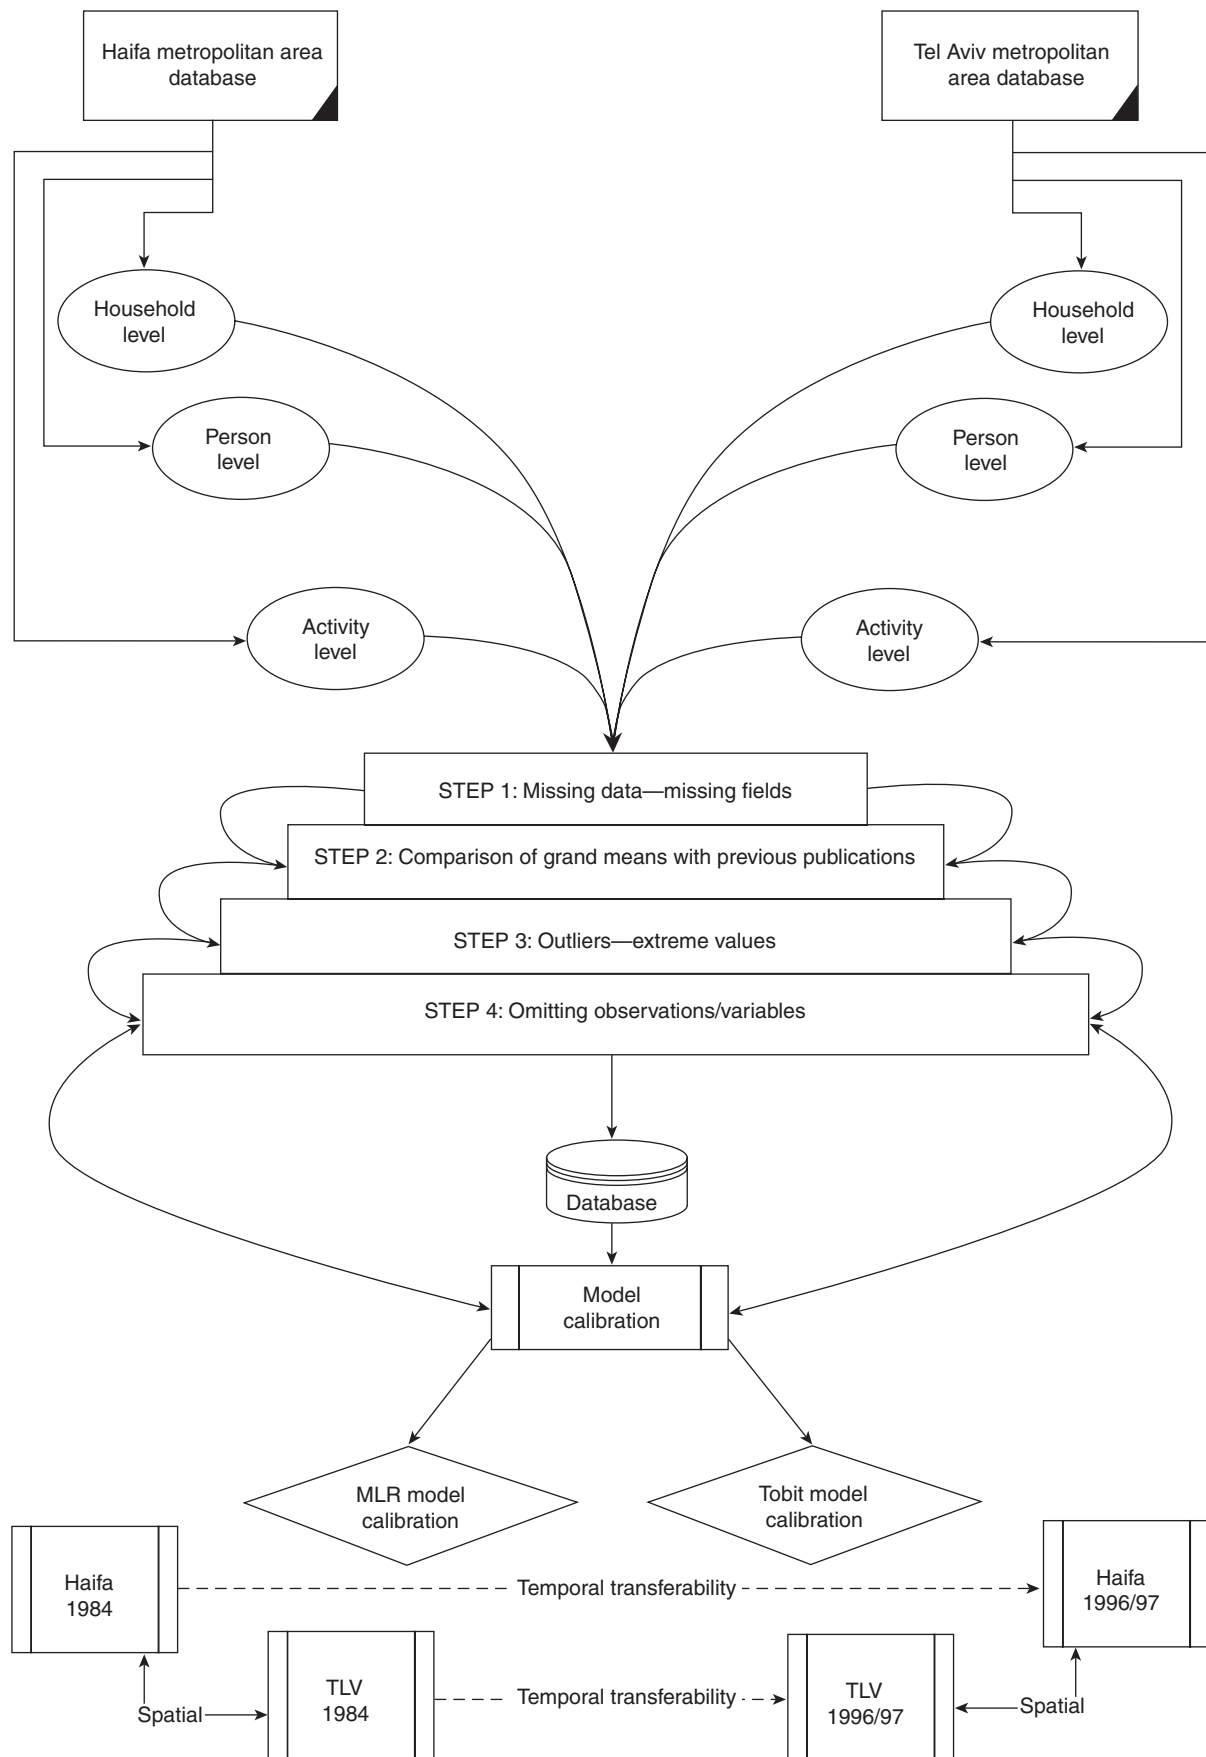 Haifa metropolitan area
database
Tel Aviv metropolitan
area database
Household
level
Household
level
Person
level
Person
level
Activity
level
Activity
level
STEP 1: Missing data—missing fields
STEP 2: Comparison of grand means with previous publications
STEP 3: Outliers—extreme values
STEP 4: Omitting observations/variables
Database
Model
calibration
MLR model
calibration
Tobit model
calibration
Haifa
1984
Temporal transferability
Haifa
1996/97
TLV
1984
Temporal transferability
TLV
1996/97
Spatial
Spatial